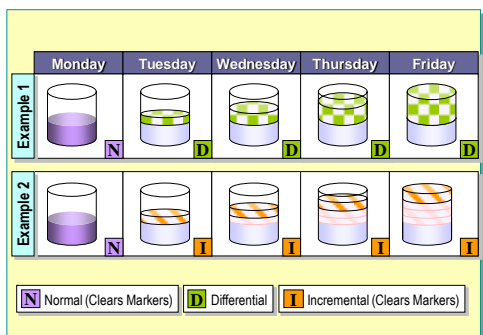 Monday Tuesday Wednesday Thursday Friday
Example 1
N D D D D
Example 2
N I I I I
N Normal (Clears Markers) D Differential I Incremental (Clears Markers)